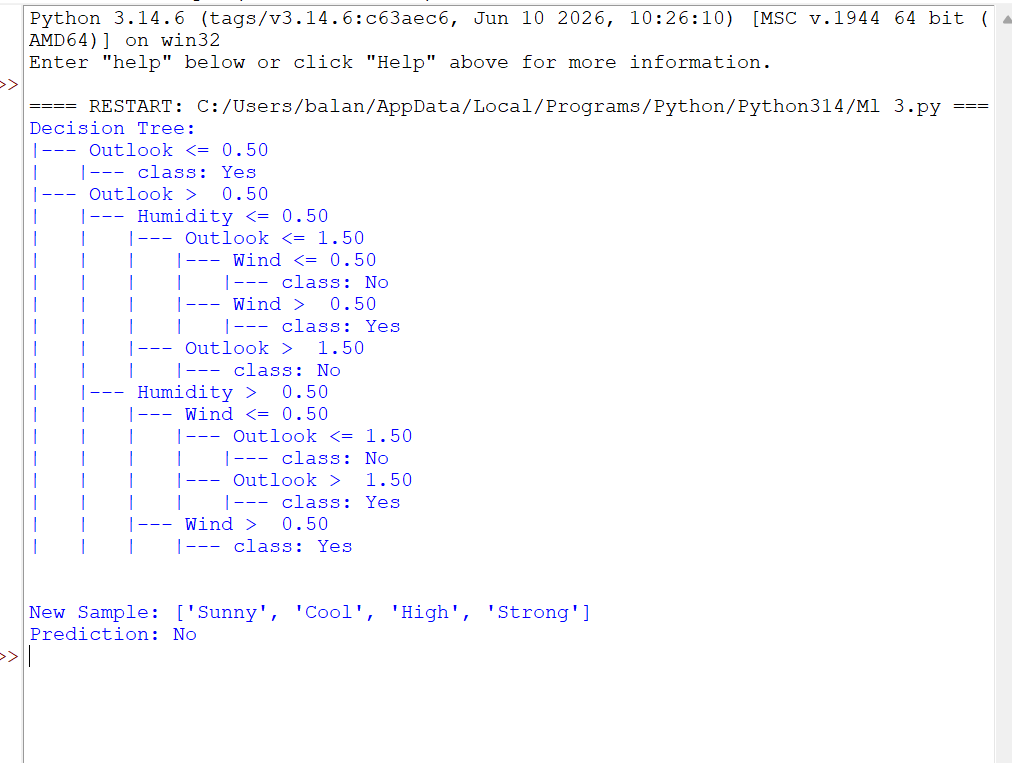 Python 3.14.6 (tags/v3.14.6:c63aec6, Jun 10 2026, 10:26:10) [MSC v.1944 64 bit (
AMD64)] on win32
Enter "help" below or click "Help" above for more information.
>>
==== RESTART: C:/Users/balan/AppData/Local/Programs/Python/Python314/Ml 3.py ===
Decision Tree:
|--- Outlook <= 0.50
|   |--- class: Yes
|--- Outlook >  0.50
|   |--- Humidity <= 0.50
|   |   |--- Outlook <= 1.50
|   |   |   |--- Wind <= 0.50
|   |   |   |   |--- class: No
|   |   |   |--- Wind >  0.50
|   |   |   |   |--- class: Yes
|   |   |--- Outlook >  1.50
|   |   |   |--- class: No
|   |--- Humidity >  0.50
|   |   |--- Wind <= 0.50
|   |   |   |--- Outlook <= 1.50
|   |   |   |   |--- class: No
|   |   |   |--- Outlook >  1.50
|   |   |   |   |--- class: Yes
|   |   |--- Wind >  0.50
|   |   |   |--- class: Yes
New Sample: ['Sunny', 'Cool', 'High', 'Strong']
Prediction: No
>>